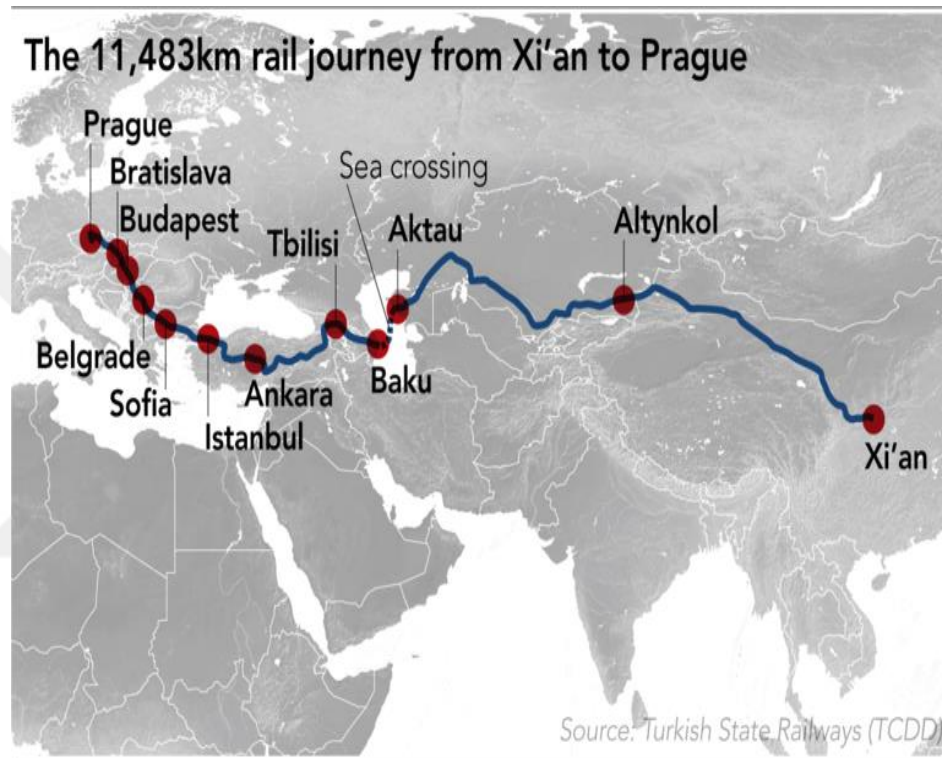 The 11,483km rail journey from Xi'an to Prague
Prague
Bratislava
Budapest
Sea crossing
Tbilisi
Aktau
Altynkol
Belgrade
Sofia
Istanbul
Ankara
Baku
Xi'an
Source: Turkish State Railways (TCDD)